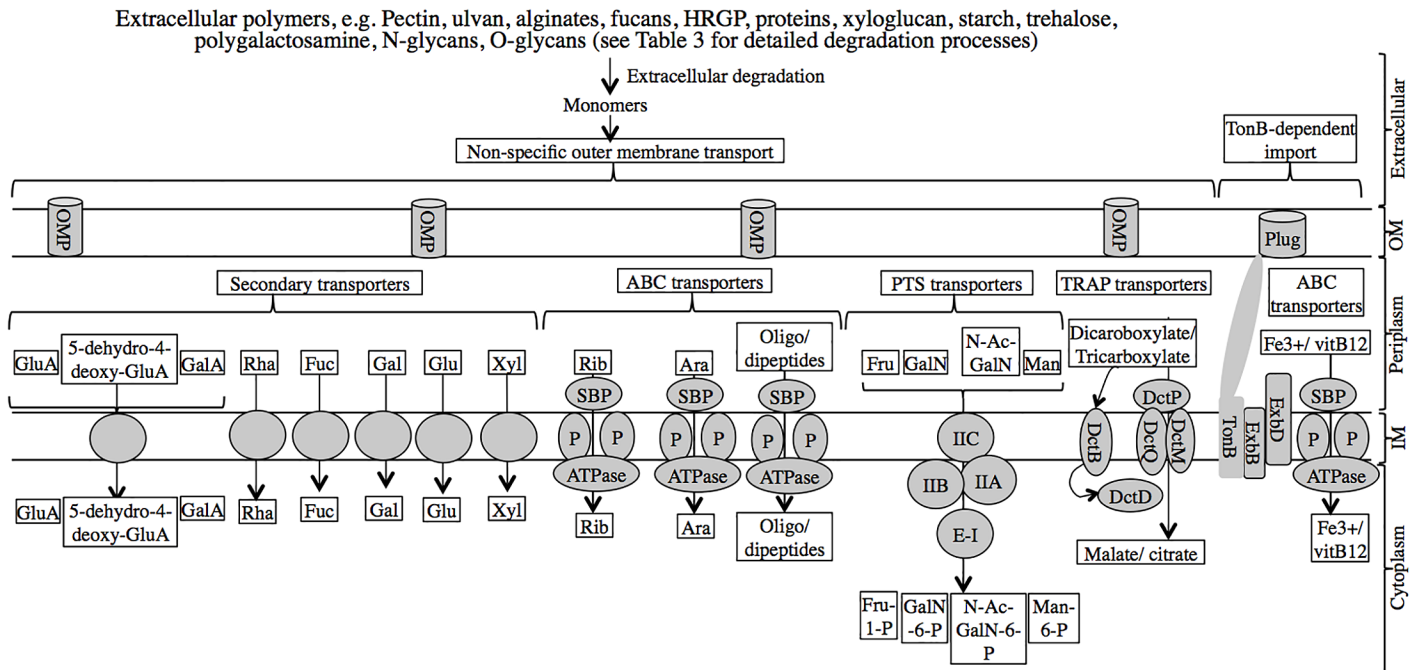 Extracellular polymers, e.g. Pectin, ulvan, alginates, fucans, HRGP, proteins, xyloglucan, starch, trehalose,
polygalactosamine, N-glycans, O-glycans (see Table 3 for detailed degradation processes)
Extracellular degradation
Monomers
Non-specific outer membrane transport
TonB-dependent
import
Extracellular
OMP
OMP
OMP
OMP
Plug
OM
Secondary transporters
ABC transporters
PTS transporters
TRAP transporters
ABC
transporters
Periplasm
GluA
5-dehydro-4-
deoxy-GluA
GalA
Rha
Fuc
Gal
Glu
Xyl
Rib
Ara
Oligo/
dipeptides
Fru
GalN
N-Ac-
GalN
Man
Dicaroboxylate/
Tricarboxylate
Fe3+/ vitB12
SBP
SBP
SBP
DctP
SBP
P
P
P
P
P
P
IIC
DctB
DctQ
DctM
TonB
ExbB
ExbD
P
P
IM
ATPase
ATPase
ATPase
IIB
IIA
DctD
ATPase
GluA
5-dehydro-4-
deoxy-GluA
GalA
Rha
Fuc
Gal
Glu
Xyl
Rib
Ara
Oligo/
dipeptides
E-I
Malate/ citrate
Fe3+/
vitB12
Cytoplasm
Fru-
1-P
GalN
-6-P
N-Ac-
GalN-6-
P
Man-
6-P